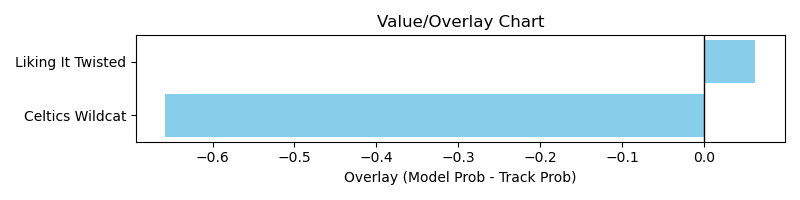 Value/Overlay Chart
Liking It Twisted
Celtics Wildcat
−0.6 −0.5 −0.4 −0.3 −0.2 −0.1 0.0
Overlay (Model Prob - Track Prob)